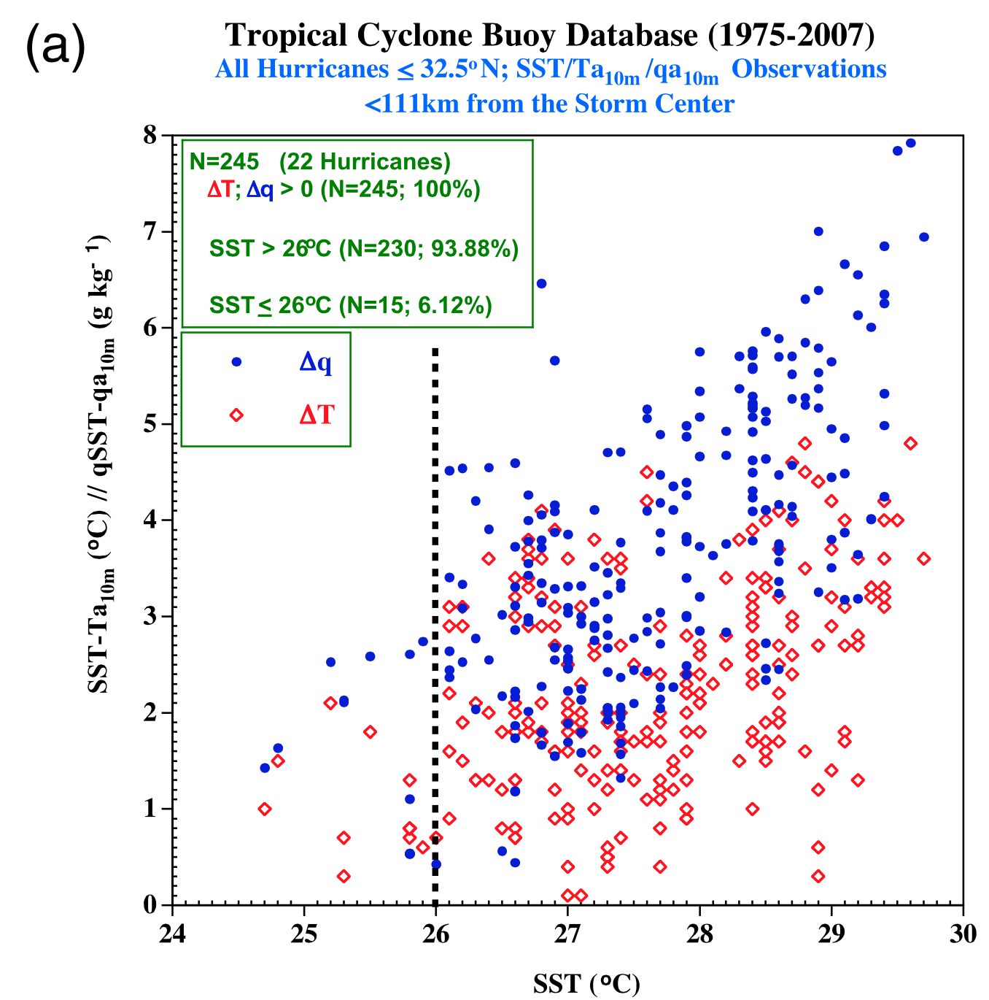 (a)
Tropical Cyclone Buoy Database (1975-2007)
All Hurricanes ≤ 32.5ºN; SST/Ta10m /qa10m Observations
<111km from the Storm Center
N=245 (22 Hurricanes)
ΔT; Δq > 0 (N=245; 100%)
SST > 26ºC (N=230; 93.88%)
SST ≤ 26ºC (N=15; 6.12%)
Δq
ΔT
SST-Ta10m (ºC) // qSST-qa10m (g kg-1)
8
7
6
5
4
3
2
1
0
24 25 26 27 28 29 30
SST (ºC)